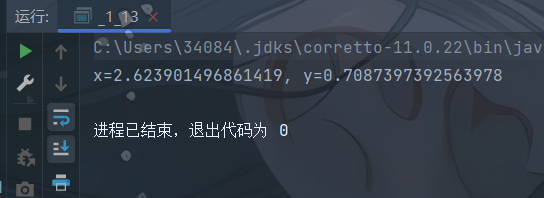 运行:
_1_13
C:\Users\34084\.jdks\corretto-11.0.22\bin\jav
x=2.623901496861419, y=0.7087397392563978
进程已结束，退出代码为 0